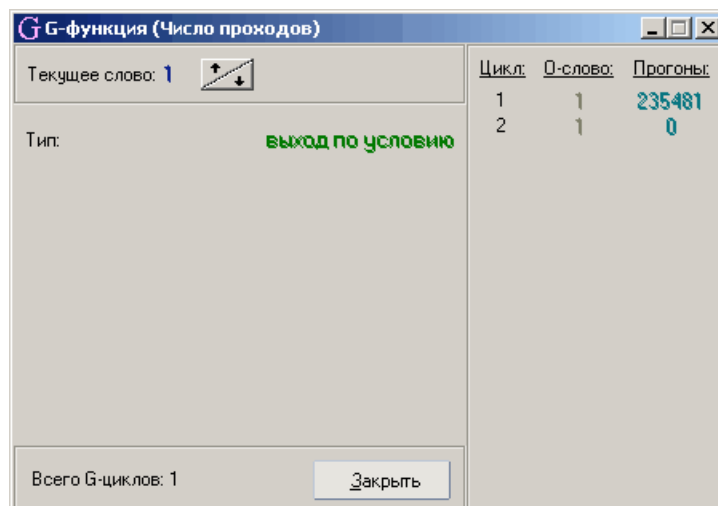 G G-функция (Число проходов)
Текущее слово: 1
Тип: выход по условию
Всего G-циклов: 1
Закрыть
Цикл: О-слово: Прогоны:
1 1 235481
2 1 0